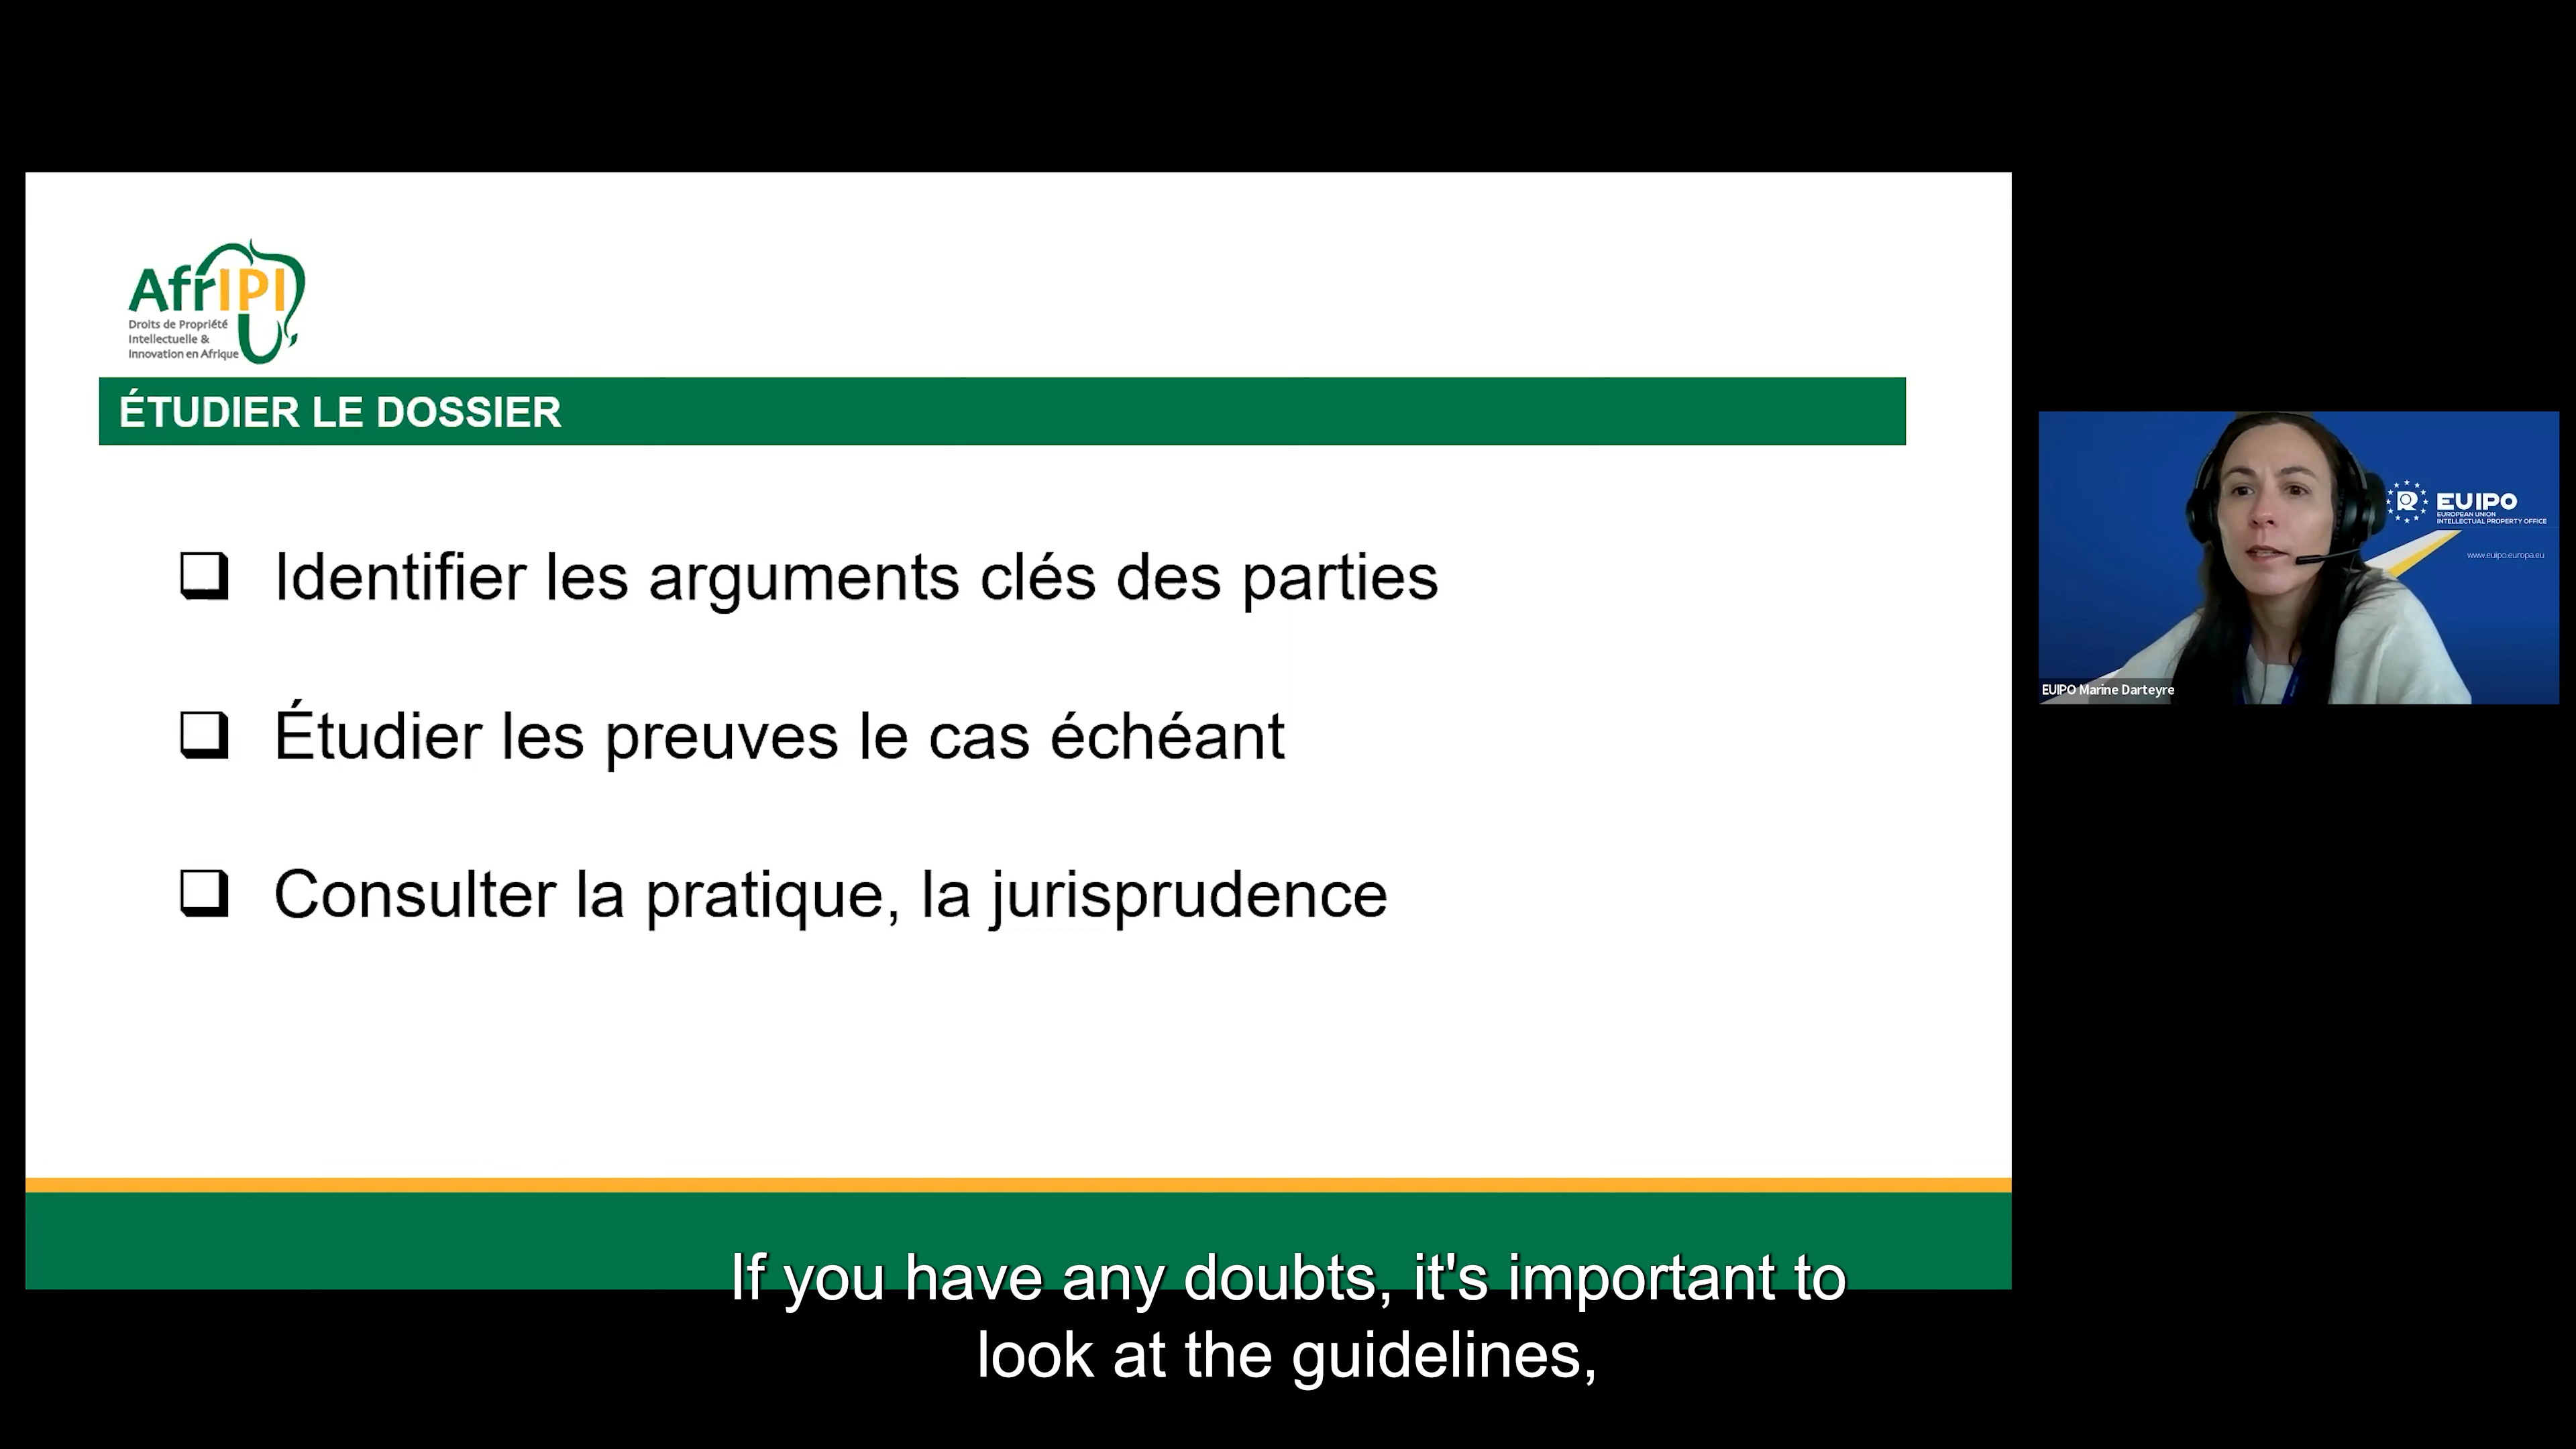 AfrIPI
Droits de Propriété
Intellectuelle &
Innovation en Afrique
ÉTUDIER LE DOSSIER
Identifier les arguments clés des parties
Étudier les preuves le cas échéant
Consulter la pratique, la jurisprudence
R
EUIPO
EUROPEAN UNION
INTELLECTUAL PROPERTY OFFICE
www.euipo.europa.eu
EUIPO Marine Darteyre
If you have any doubts, it's important to
look at the guidelines,